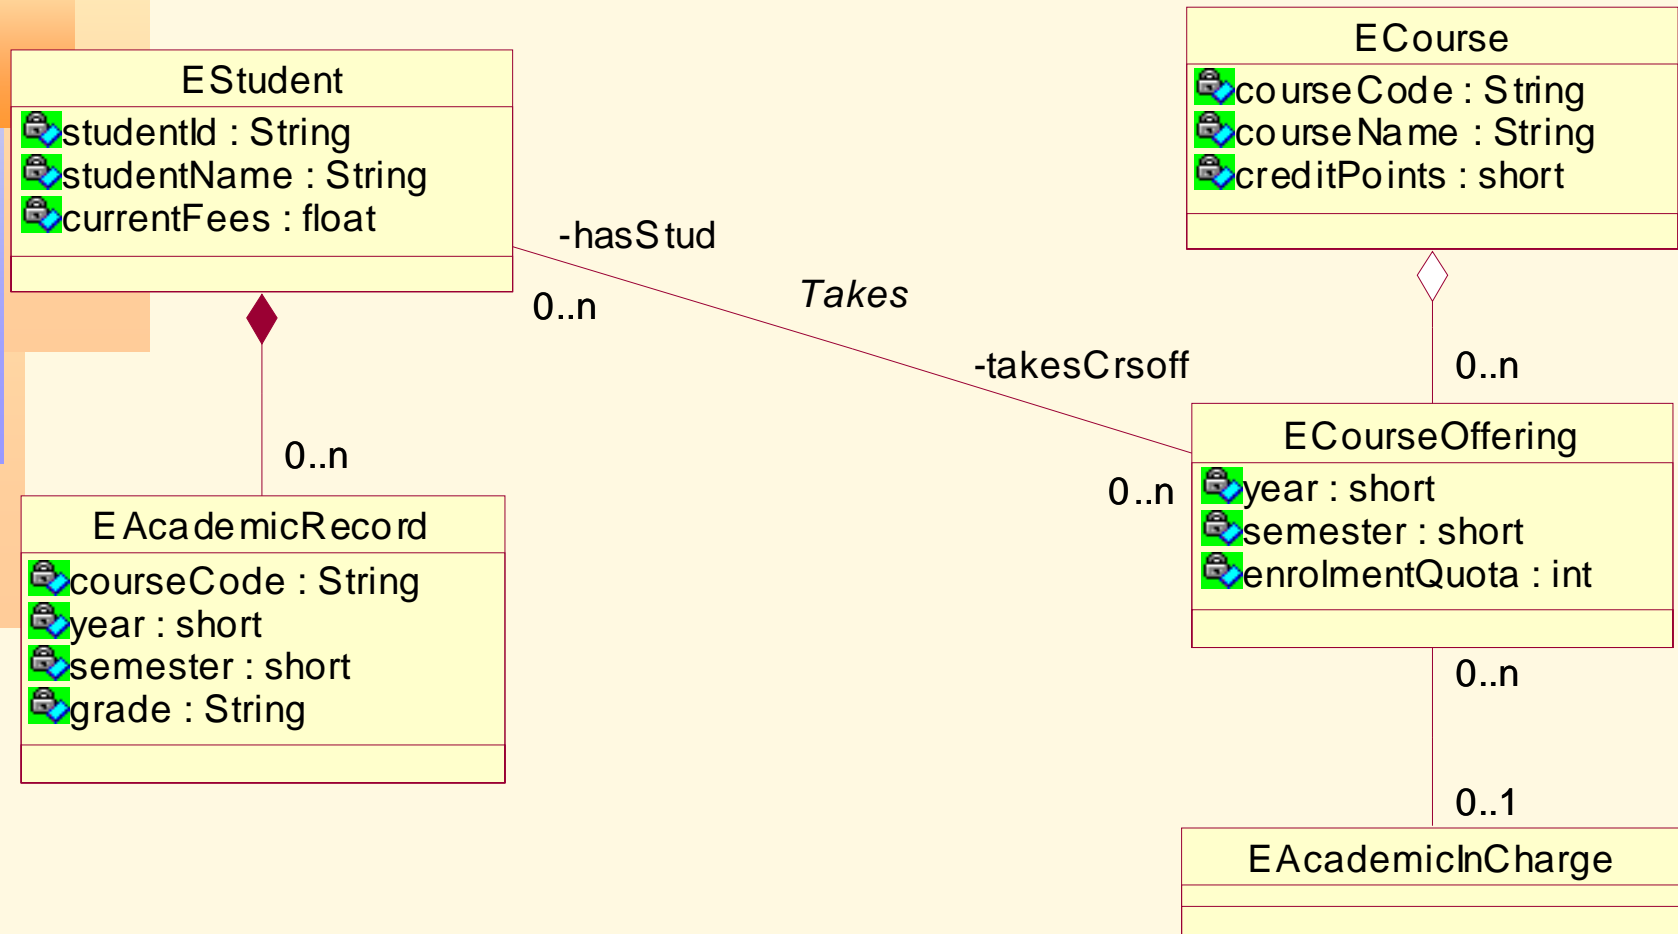 EStudent
studentId : String
studentName : String
currentFees : float
-hasStud
0..n
Takes
-takesCrsoff
0..n
ECourse
courseCode : String
courseName : String
creditPoints : short
0..n
ECourseOffering
year : short
semester : short
enrolmentQuota : int
0..n
0..1
EAcademicInCharge
0..n
EAcademicRecord
courseCode : String
year : short
semester : short
grade : String